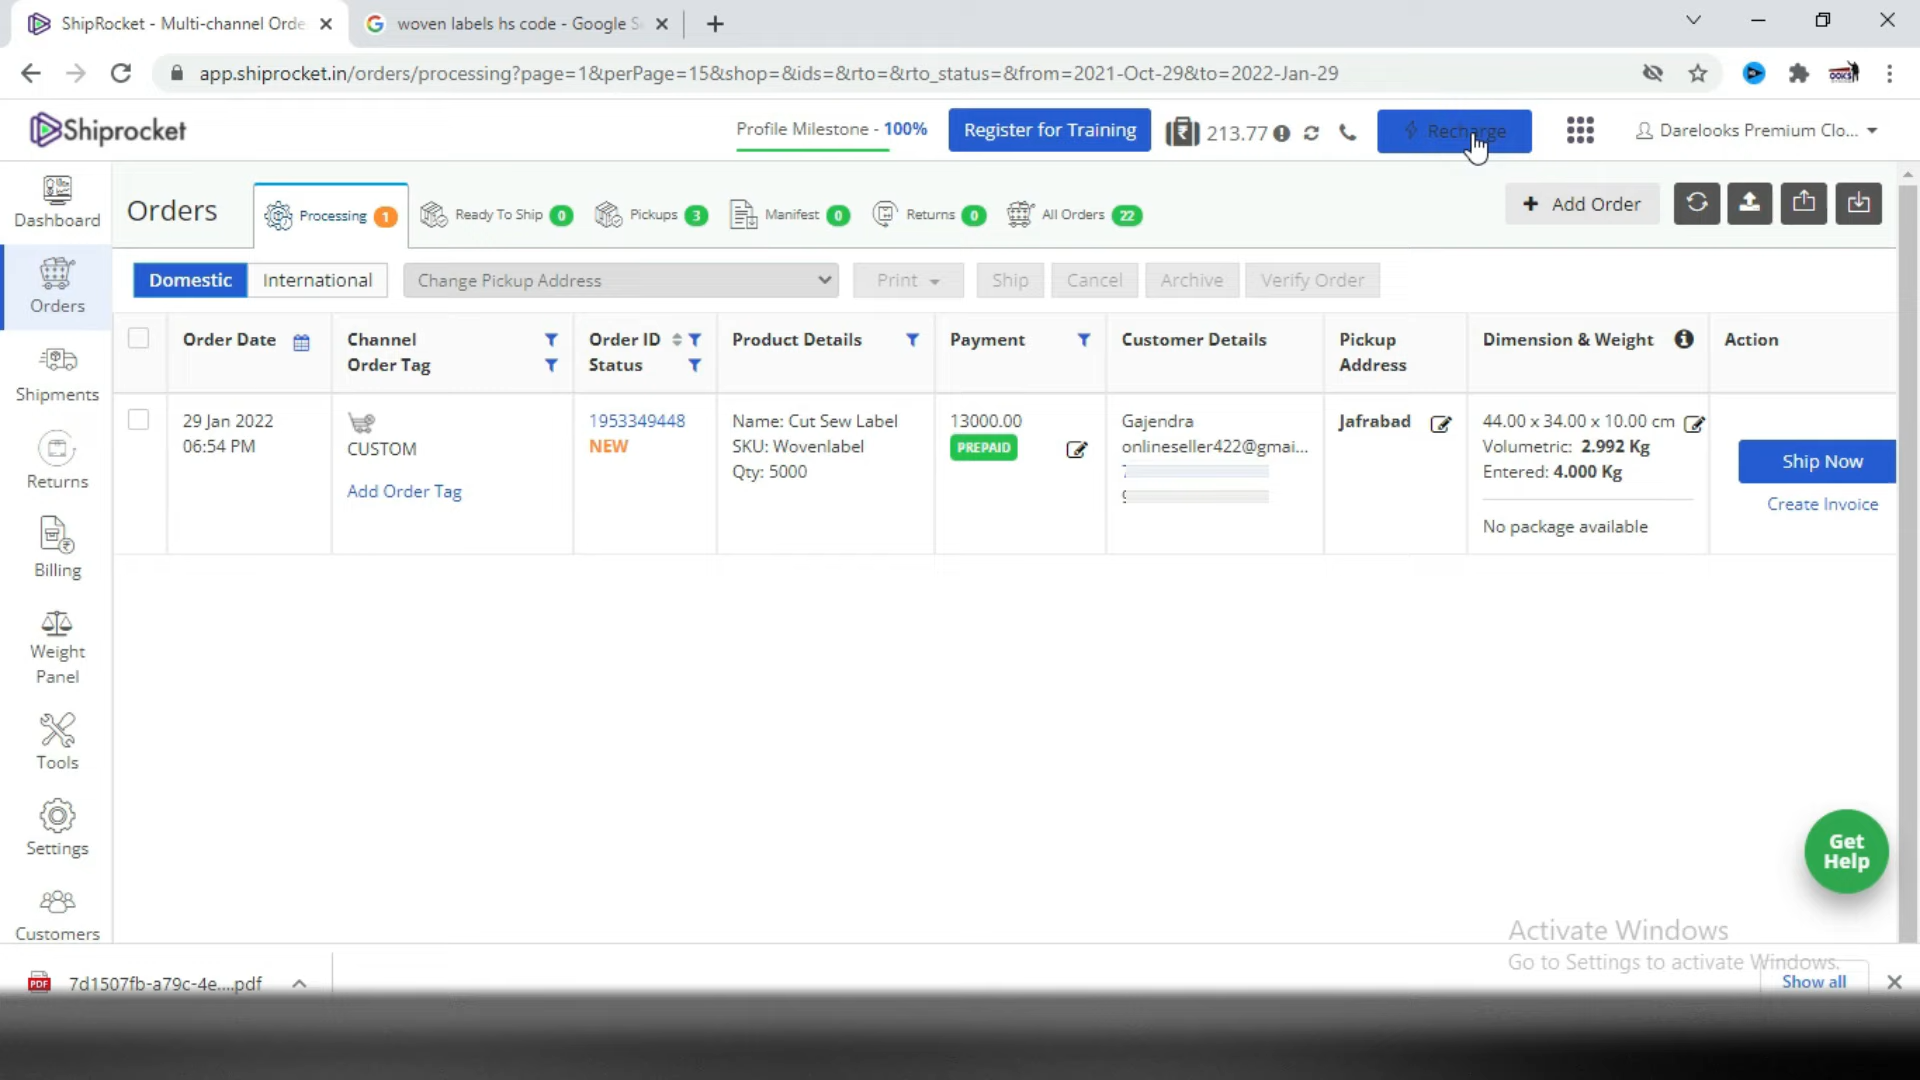 ShipRocket - Multi-channel Orde
woven labels hs code - Google S
app.shiprocket.in/orders/processing?page=1&perPage=15&shop=&ids=&rto=&rto_status=&from=2021-Oct-29&to=2022-Jan-29
Shiprocket
Profile Milestone - 100%
Register for Training
213.77
Recharge
Darelooks Premium Clo...
Dashboard
Orders
Shipments
Returns
Billing
Weight
Panel
Tools
Settings
Customers
Orders
Processing 1
Ready To Ship 0
Pickups 3
Manifest 0
Returns 0
All Orders 22
+ Add Order
Domestic
International
Change Pickup Address
Print
Ship
Cancel
Archive
Verify Order
Order Date
Channel
Order Tag
Order ID
Status
Product Details
Payment
Customer Details
Pickup
Address
Dimension & Weight
Action
29 Jan 2022
06:54 PM
CUSTOM
Add Order Tag
1953349448
NEW
Name: Cut Sew Label
SKU: Wovenlabel
Qty: 5000
13000.00
PREPAID
Gajendra
onlineseller422@gmai...
Jafrabad
44.00 x 34.00 x 10.00 cm
Volumetric: 2.992 Kg
Entered: 4.000 Kg
No package available
Ship Now
Create Invoice
Get
Help
Activate Windows
Go to Settings to activate Windows.
7d1507fb-a79c-4e....pdf
Show all